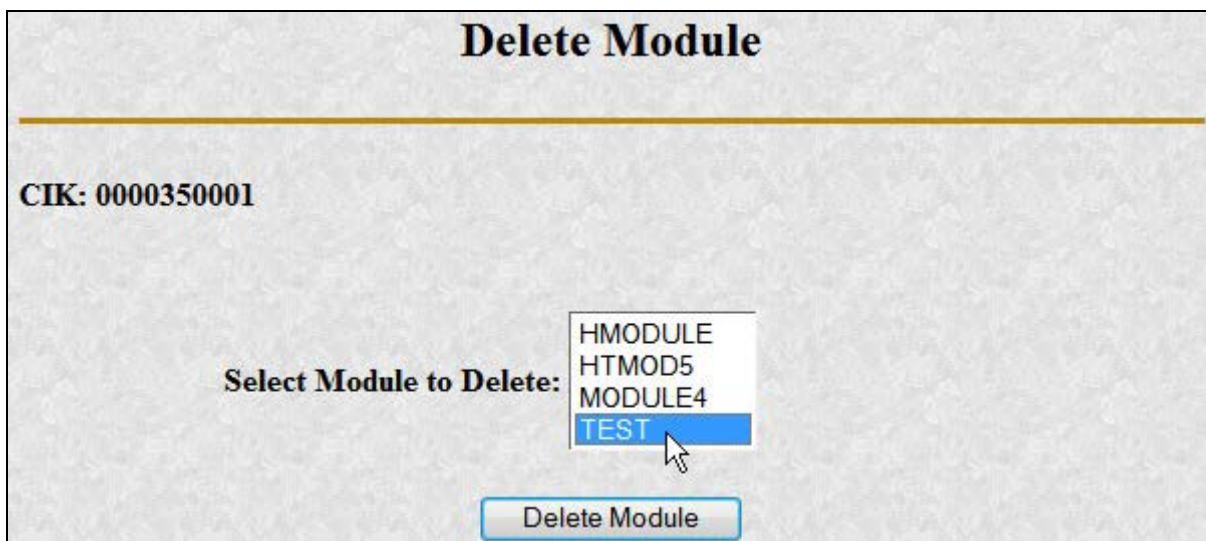 Delete Module
CIK: 0000350001
Select Module to Delete:
HMODULE
HTMOD5
MODULE4
TEST
Delete Module